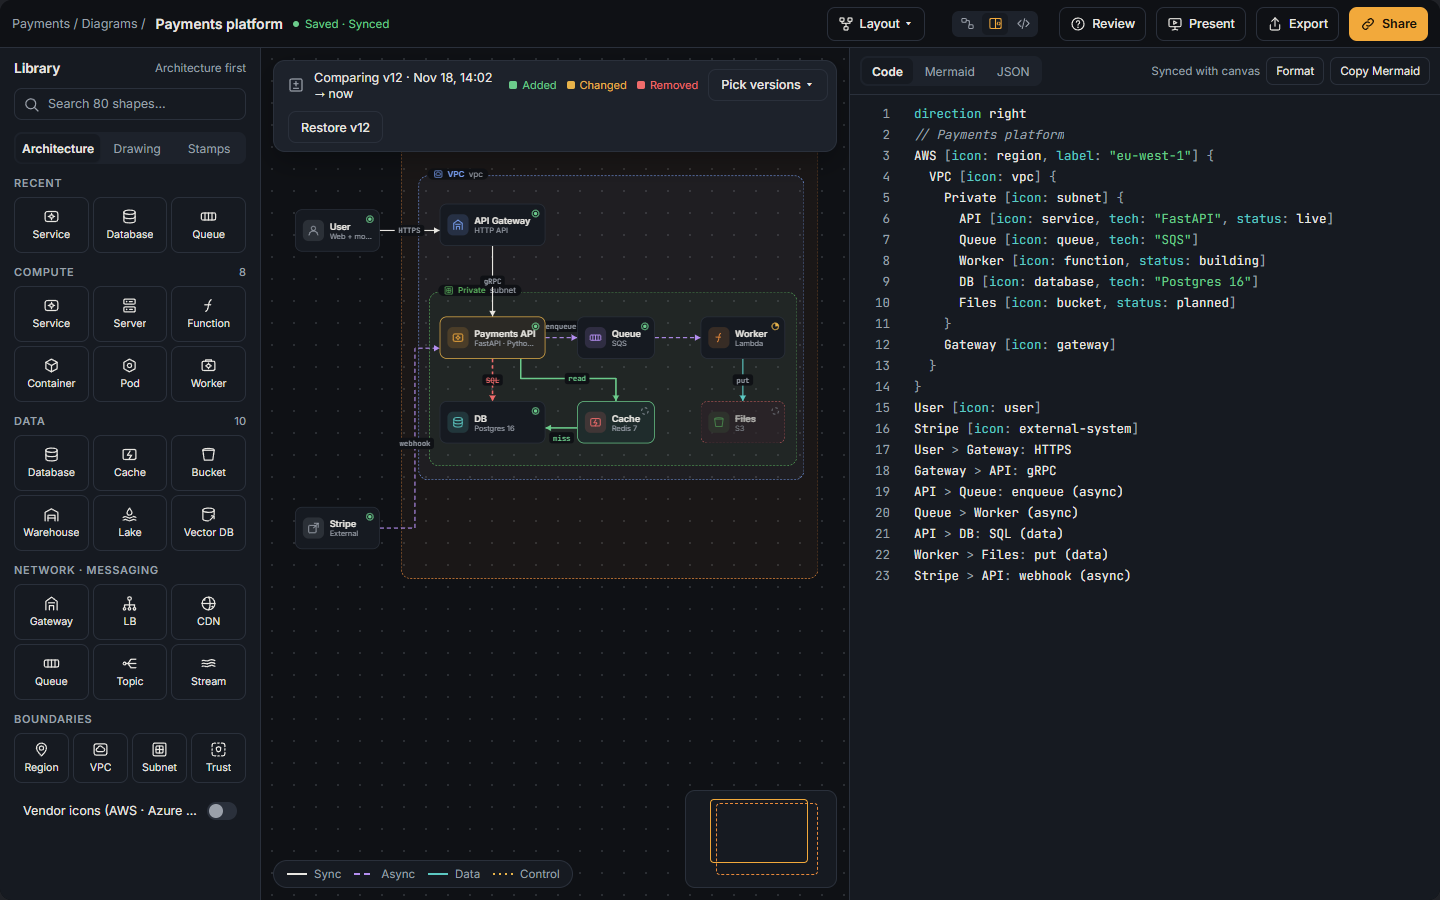 Payments / Diagrams / Payments platform Saved · Synced
Layout
Review
Present
Export
Share
Library
Architecture first
Search 80 shapes...
Architecture
Drawing
Stamps
RECENT
Service
Database
Queue
COMPUTE 8
Service
Server
Function
Container
Pod
Worker
DATA 10
Database
Cache
Bucket
Warehouse
Lake
Vector DB
NETWORK · MESSAGING
Gateway
LB
CDN
Queue
Topic
Stream
BOUNDARIES
Region
VPC
Subnet
Trust
Vendor icons (AWS · Azure ...
Comparing v12 · Nov 18, 14:02
→ now
Added
Changed
Removed
Pick versions
Restore v12
VPC vpc
User
Web + mo...
HTTPS
API Gateway
HTTP API
gRPC
Private subnet
Payments API
FastAPI · Pytho...
enqueue
Queue
SQS
Worker
Lambda
SQL
read
put
DB
Postgres 16
miss
Cache
Redis 7
Files
S3
webhook
Stripe
External
Sync
Async
Data
Control
Code
Mermaid
JSON
Synced with canvas
Format
Copy Mermaid
1 direction right
2 // Payments platform
3 AWS [icon: region, label: "eu-west-1"] {
4 VPC [icon: vpc] {
5 Private [icon: subnet] {
6 API [icon: service, tech: "FastAPI", status: live]
7 Queue [icon: queue, tech: "SQS"]
8 Worker [icon: function, status: building]
9 DB [icon: database, tech: "Postgres 16"]
10 Files [icon: bucket, status: planned]
11 }
12 Gateway [icon: gateway]
13 }
14 }
15 User [icon: user]
16 Stripe [icon: external-system]
17 User > Gateway: HTTPS
18 Gateway > API: gRPC
19 API > Queue: enqueue (async)
20 Queue > Worker (async)
21 API > DB: SQL (data)
22 Worker > Files: put (data)
23 Stripe > API: webhook (async)